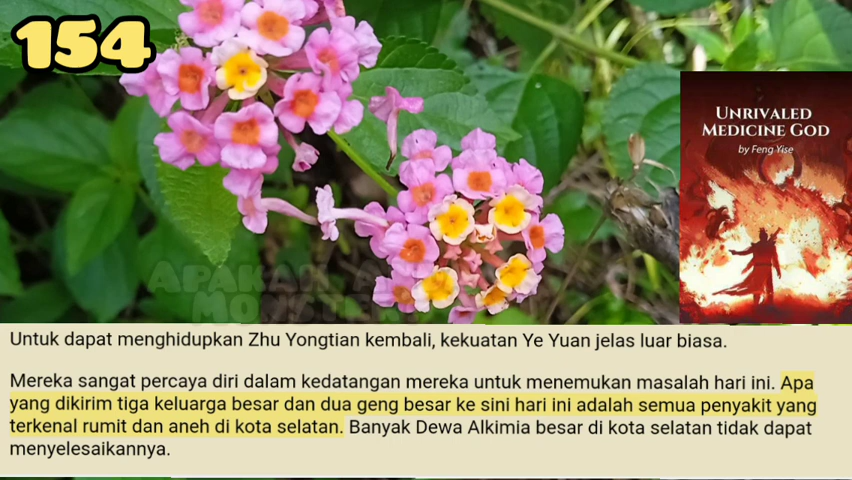 154
UNRIVALED
MEDICINE GOD
by Feng Yise
APAKAH A
MONSTER
Untuk dapat menghidupkan Zhu Yongtian kembali, kekuatan Ye Yuan jelas luar biasa.
Mereka sangat percaya diri dalam kedatangan mereka untuk menemukan masalah hari ini. Apa
yang dikirim tiga keluarga besar dan dua geng besar ke sini hari ini adalah semua penyakit yang
terkenal rumit dan aneh di kota selatan. Banyak Dewa Alkimia besar di kota selatan tidak dapat
menyelesaikannya.